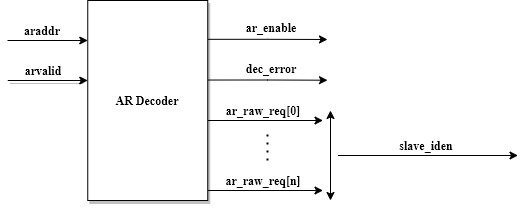 araddr
arvalid
AR Decoder
ar_enable
dec_error
ar_raw_req[0]
ar_raw_req[n]
slave_iden